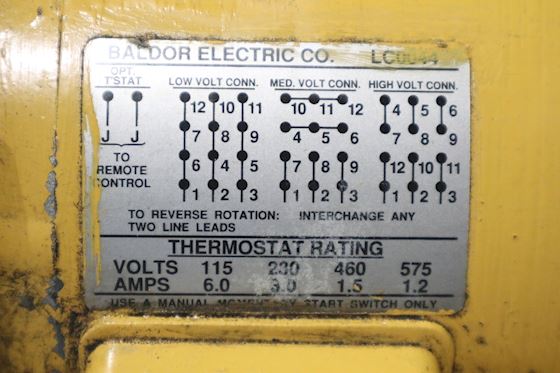 BALDOR ELECTRIC CO.
OPT. T'STAT LOW VOLT CONN. MED. VOLT CONN. HIGH VOLT CONN.
12 10 11 10 11 12 4 5 6
J J 7 8 9 4 5 6 7 8 9
TO REMOTE CONTROL 6 4 5 7 8 9 12 10 11
1 2 3 1 2 3 1 2 3
TO REVERSE ROTATION: INTERCHANGE ANY
TWO LINE LEADS
THERMOSTAT RATING
VOLTS 115 230 460 575
AMPS 6.0 3.0 1.5 1.2
USE A MANUAL MOMENTARY START SWITCH ONLY